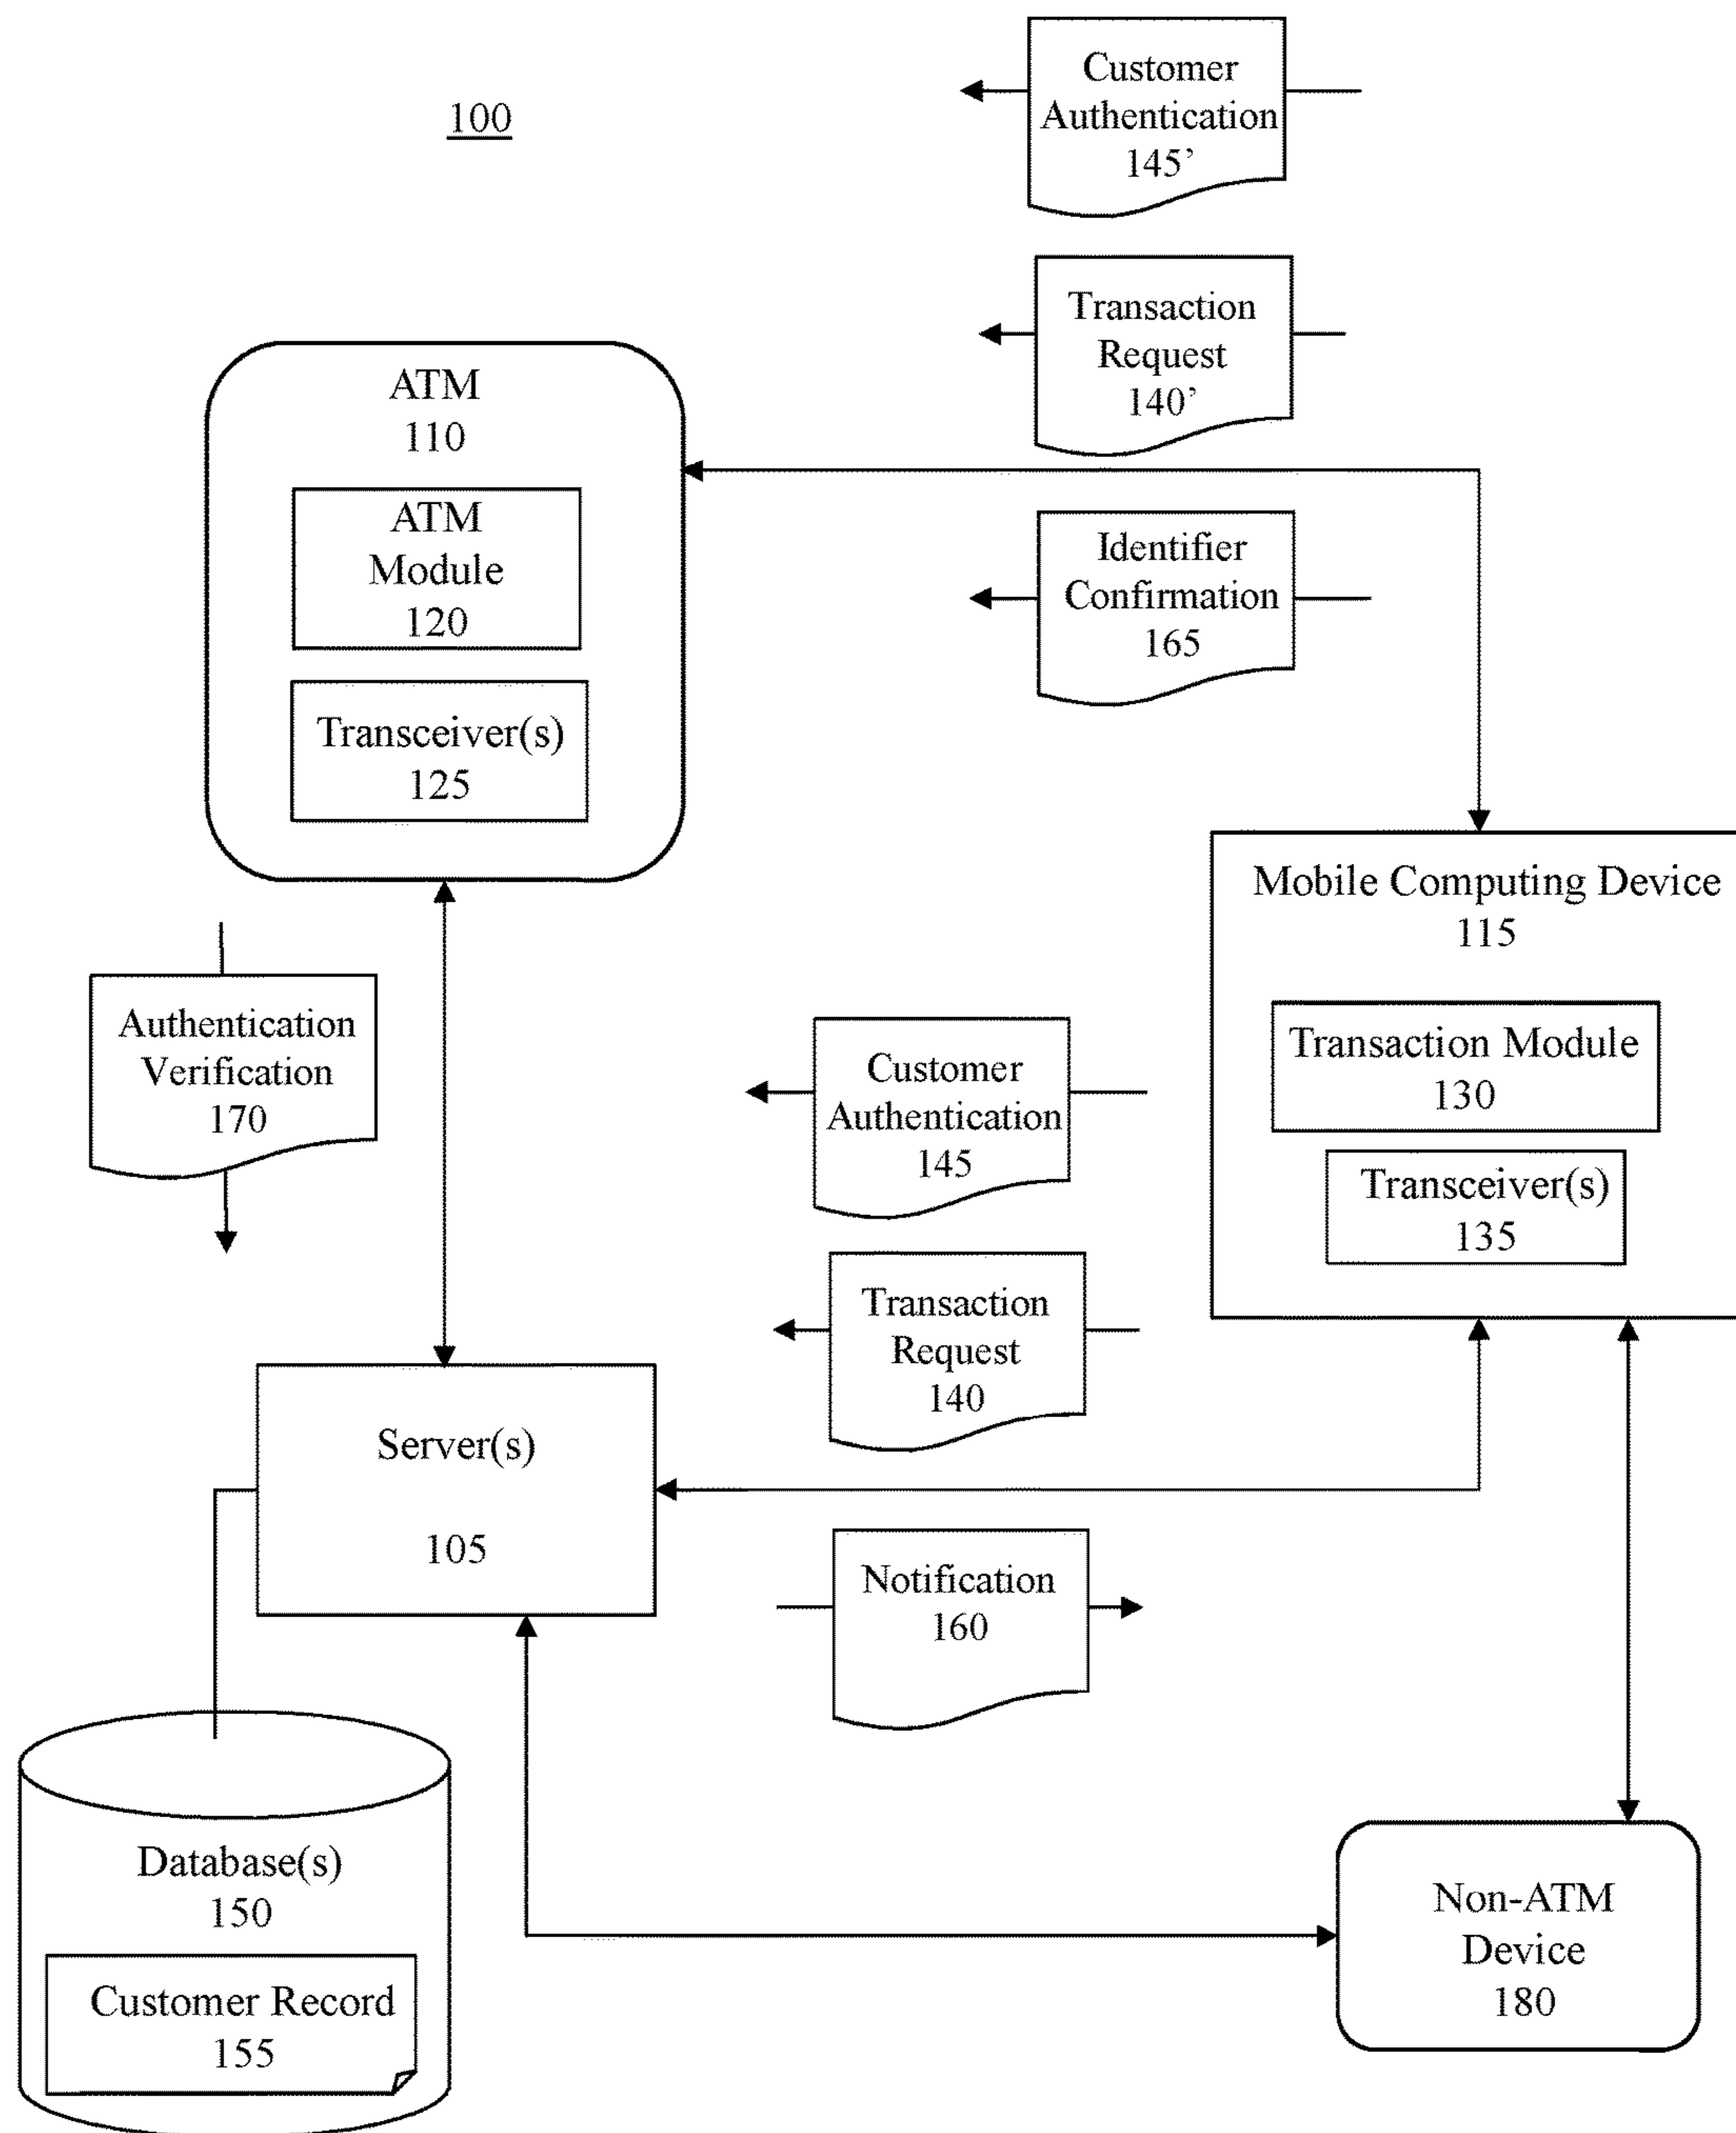 100
Customer
Authentication
145’
Transaction
Request
140’
ATM
110
ATM
Module
120
Transceiver(s)
125
Identifier
Confirmation
165
Mobile Computing Device
115
Transaction Module
130
Transceiver(s)
135
Authentication
Verification
170
Customer
Authentication
145
Transaction
Request
140
Server(s)
105
Notification
160
Database(s)
150
Customer Record
155
Non-ATM
Device
180